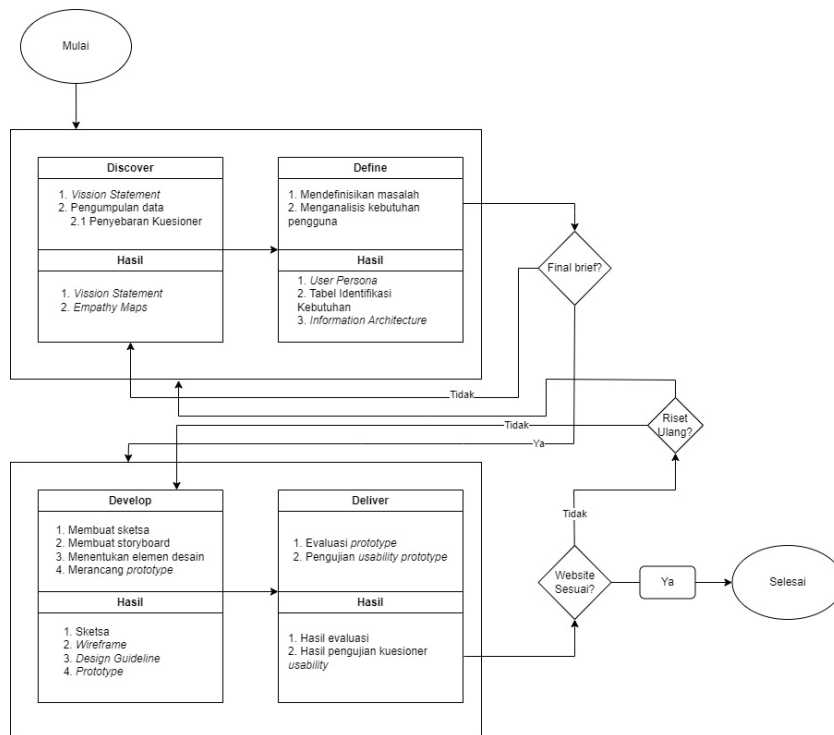 Mulai
Discover
1. Vission Statement
2. Pengumpulan data
2.1 Penyebaran Kuesioner
Hasil
1. Vission Statement
2. Empathy Maps
Define
1. Mendefinisikan masalah
2. Menganalisis kebutuhan
pengguna
Hasil
1. User Persona
2. Tabel Identifikasi
Kebutuhan
3. Information Architecture
Final brief?
Tidak
Riset
Ulang?
Tidak
Ya
Develop
1. Membuat sketsa
2. Membuat storyboard
3. Menentukan elemen desain
4. Merancang prototype
Hasil
1. Sketsa
2. Wireframe
3. Design Guideline
4. Prototype
Deliver
1. Evaluasi prototype
2. Pengujian usability prototype
Hasil
1. Hasil evaluasi
2. Hasil pengujian kuesioner
usability
Tidak
Website
Sesuai?
Ya
Selesai